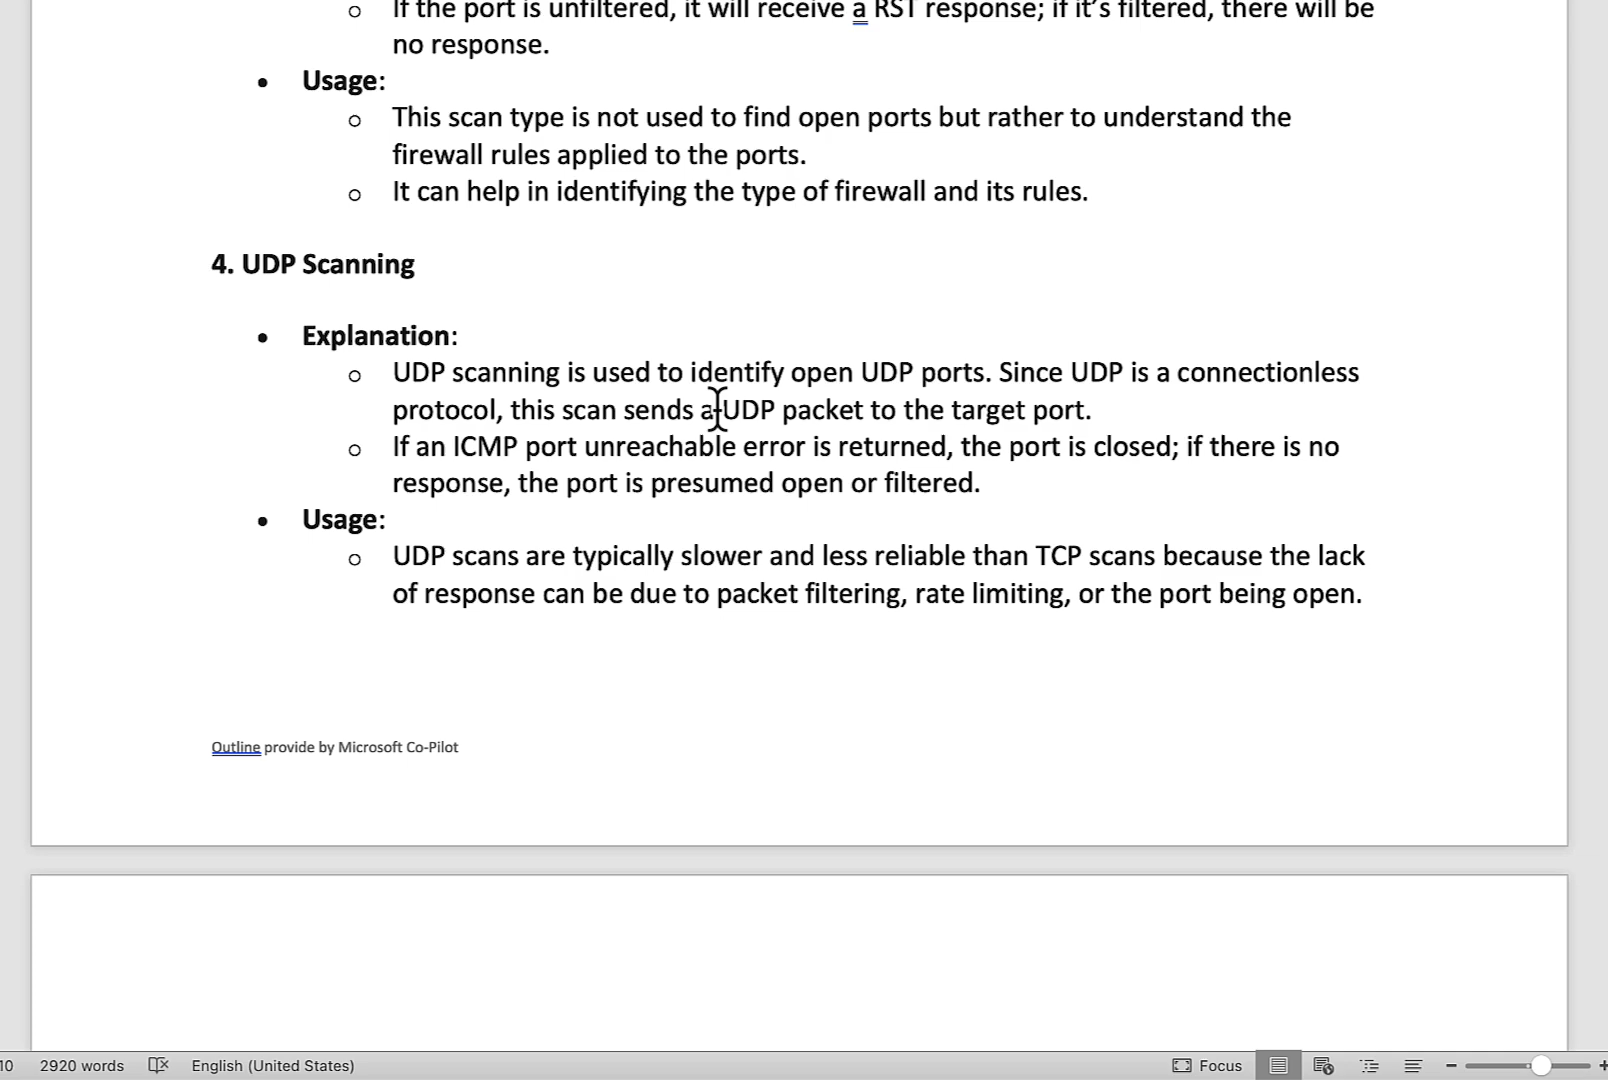 If the port is unfiltered, it will receive a RST response; if it's filtered, there will be
no response.
• Usage:
o This scan type is not used to find open ports but rather to understand the
firewall rules applied to the ports.
o It can help in identifying the type of firewall and its rules.
4. UDP Scanning
• Explanation:
o UDP scanning is used to identify open UDP ports. Since UDP is a connectionless
protocol, this scan sends a UDP packet to the target port.
o If an ICMP port unreachable error is returned, the port is closed; if there is no
response, the port is presumed open or filtered.
• Usage:
o UDP scans are typically slower and less reliable than TCP scans because the lack
of response can be due to packet filtering, rate limiting, or the port being open.
Outline provide by Microsoft Co-Pilot
10 2920 words English (United States) Focus